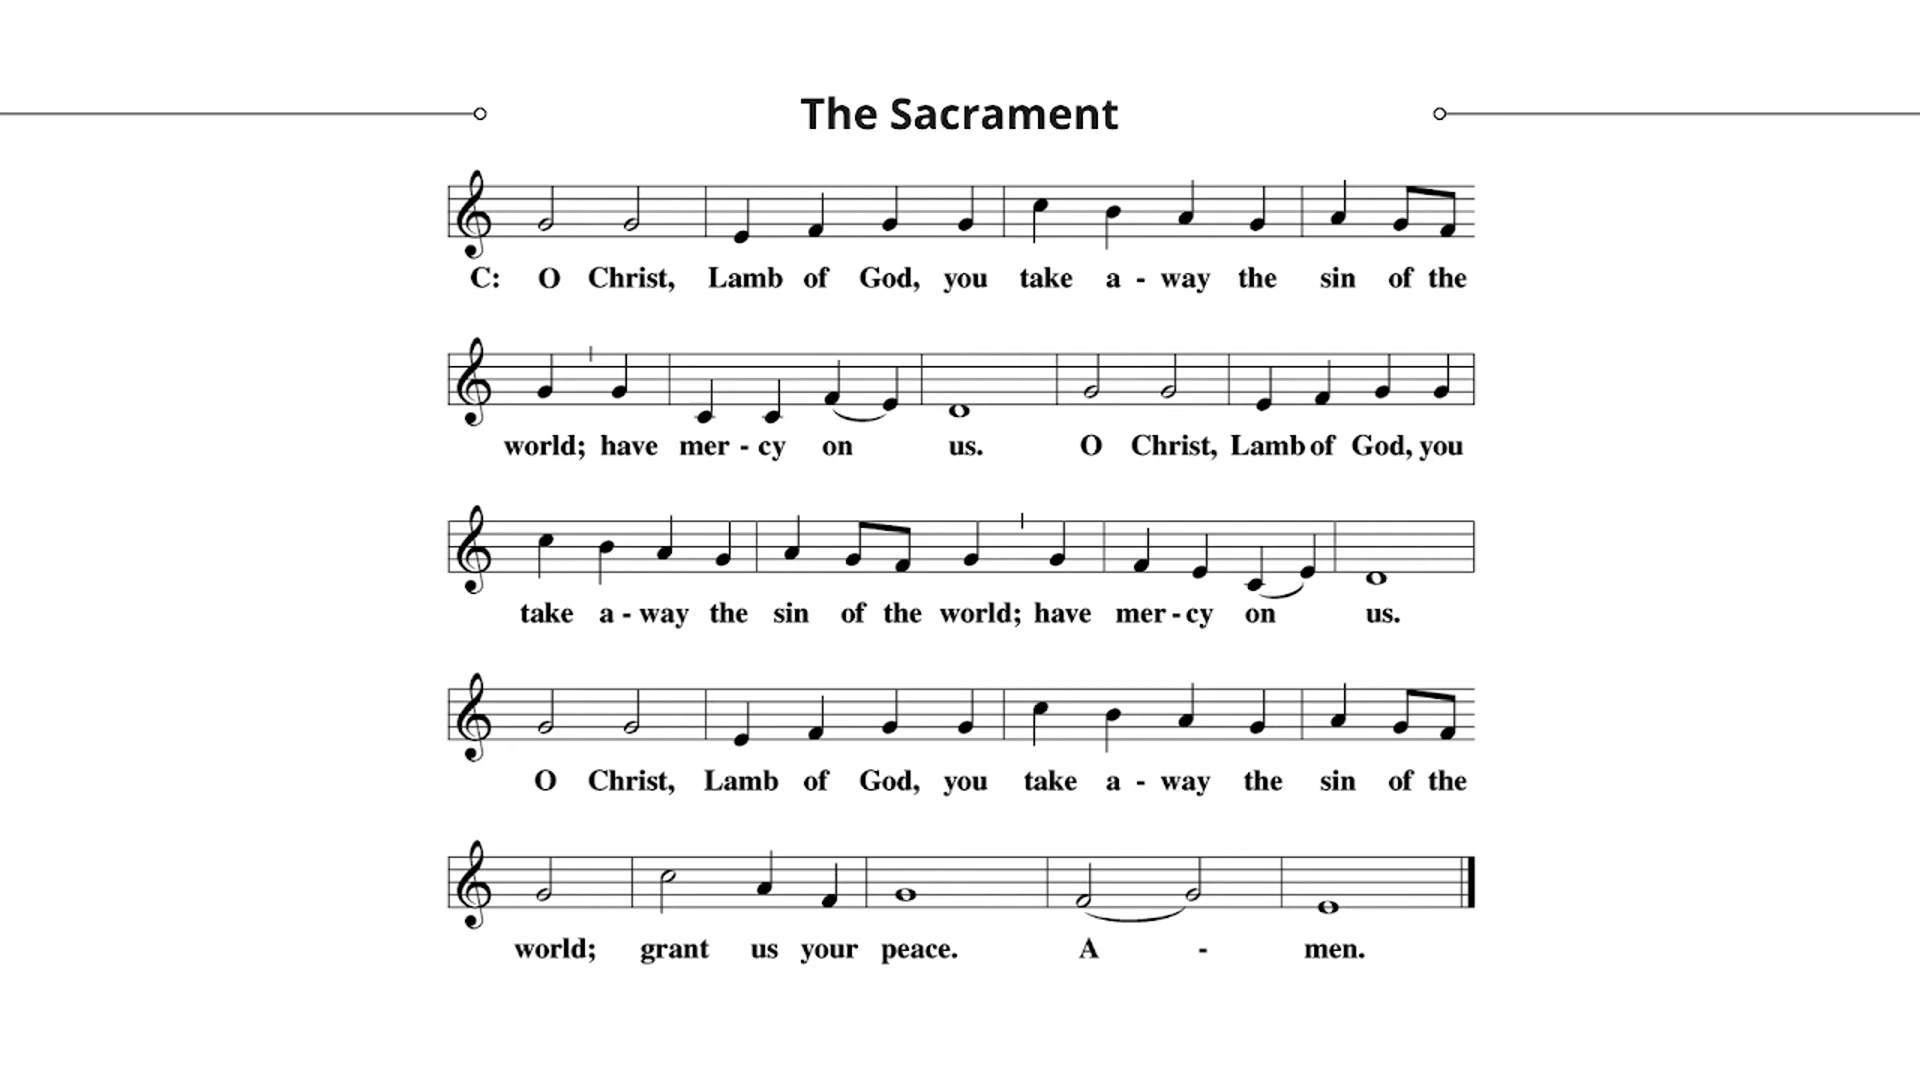 The Sacrament
C: O Christ, Lamb of God, you take a - way the sin of the
world; have mer - cy on us. O Christ, Lamb of God, you
take a - way the sin of the world; have mer - cy on us.
O Christ, Lamb of God, you take a - way the sin of the
world; grant us your peace. A - men.